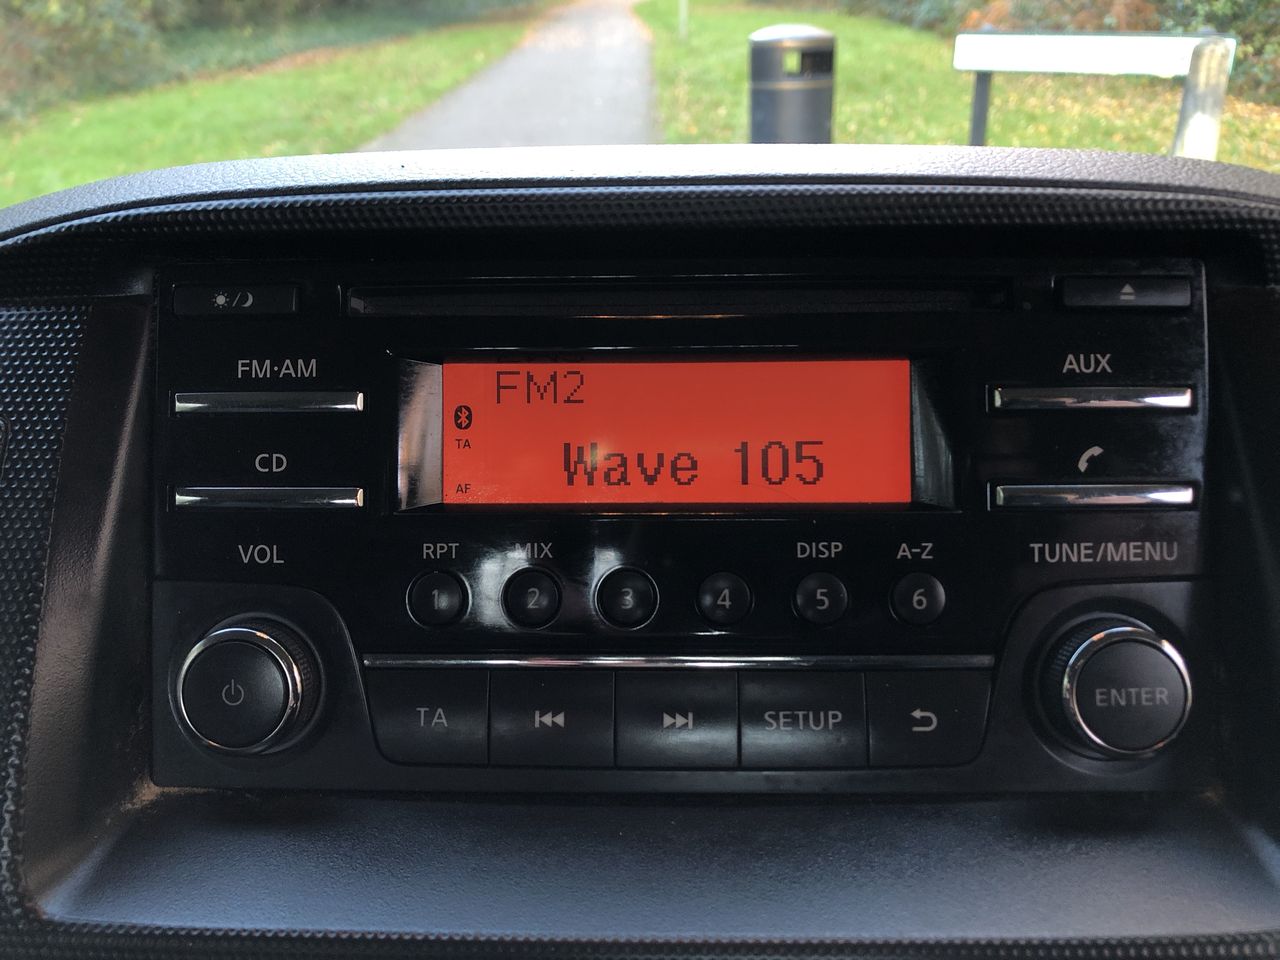 FM·AM
AUX
FM2
TA
Wave 105
AF
CD
VOL
RPT
MIX
DISP
A-Z
TUNE/MENU
1
2
3
4
5
6
TA
SETUP
ENTER